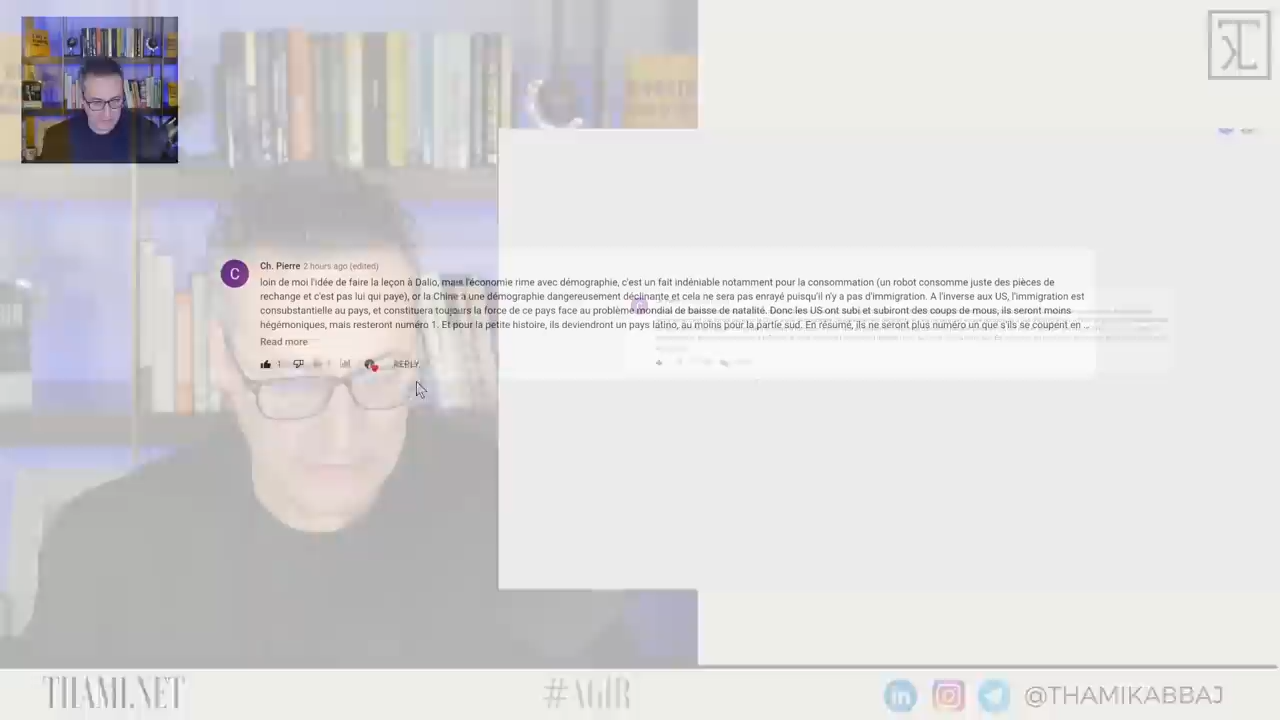 Ch. Pierre 2 hours ago (edited)
C
loin de moi l'idée de faire la leçon à Dalio, mais l'économie rime avec démographie, c'est un fait indéniable notamment pour la consommation (un robot consomme juste des pièces de
rechange et c'est pas lui qui paye), or la Chine a une démographie dangereusement déclinante et cela ne sera pas enrayé puisqu'il n'y a pas d'immigration. A l'inverse aux US, l'immigration est
consubstantielle au pays, et constituera toujours la force de ce pays face au problème mondial de baisse de natalité. Donc les US ont subi et subiront des coups de mous, ils seront moins
hégémoniques, mais resteront numéro 1. Et pour la petite histoire, ils deviendront un pays latino, au moins pour la partie sud. En résumé, ils ne seront plus numéro un que s'ils se coupent en ...
Read more
1
REPLY
THAMI.NET
#AGIR
in
@THAMIKABBAJ